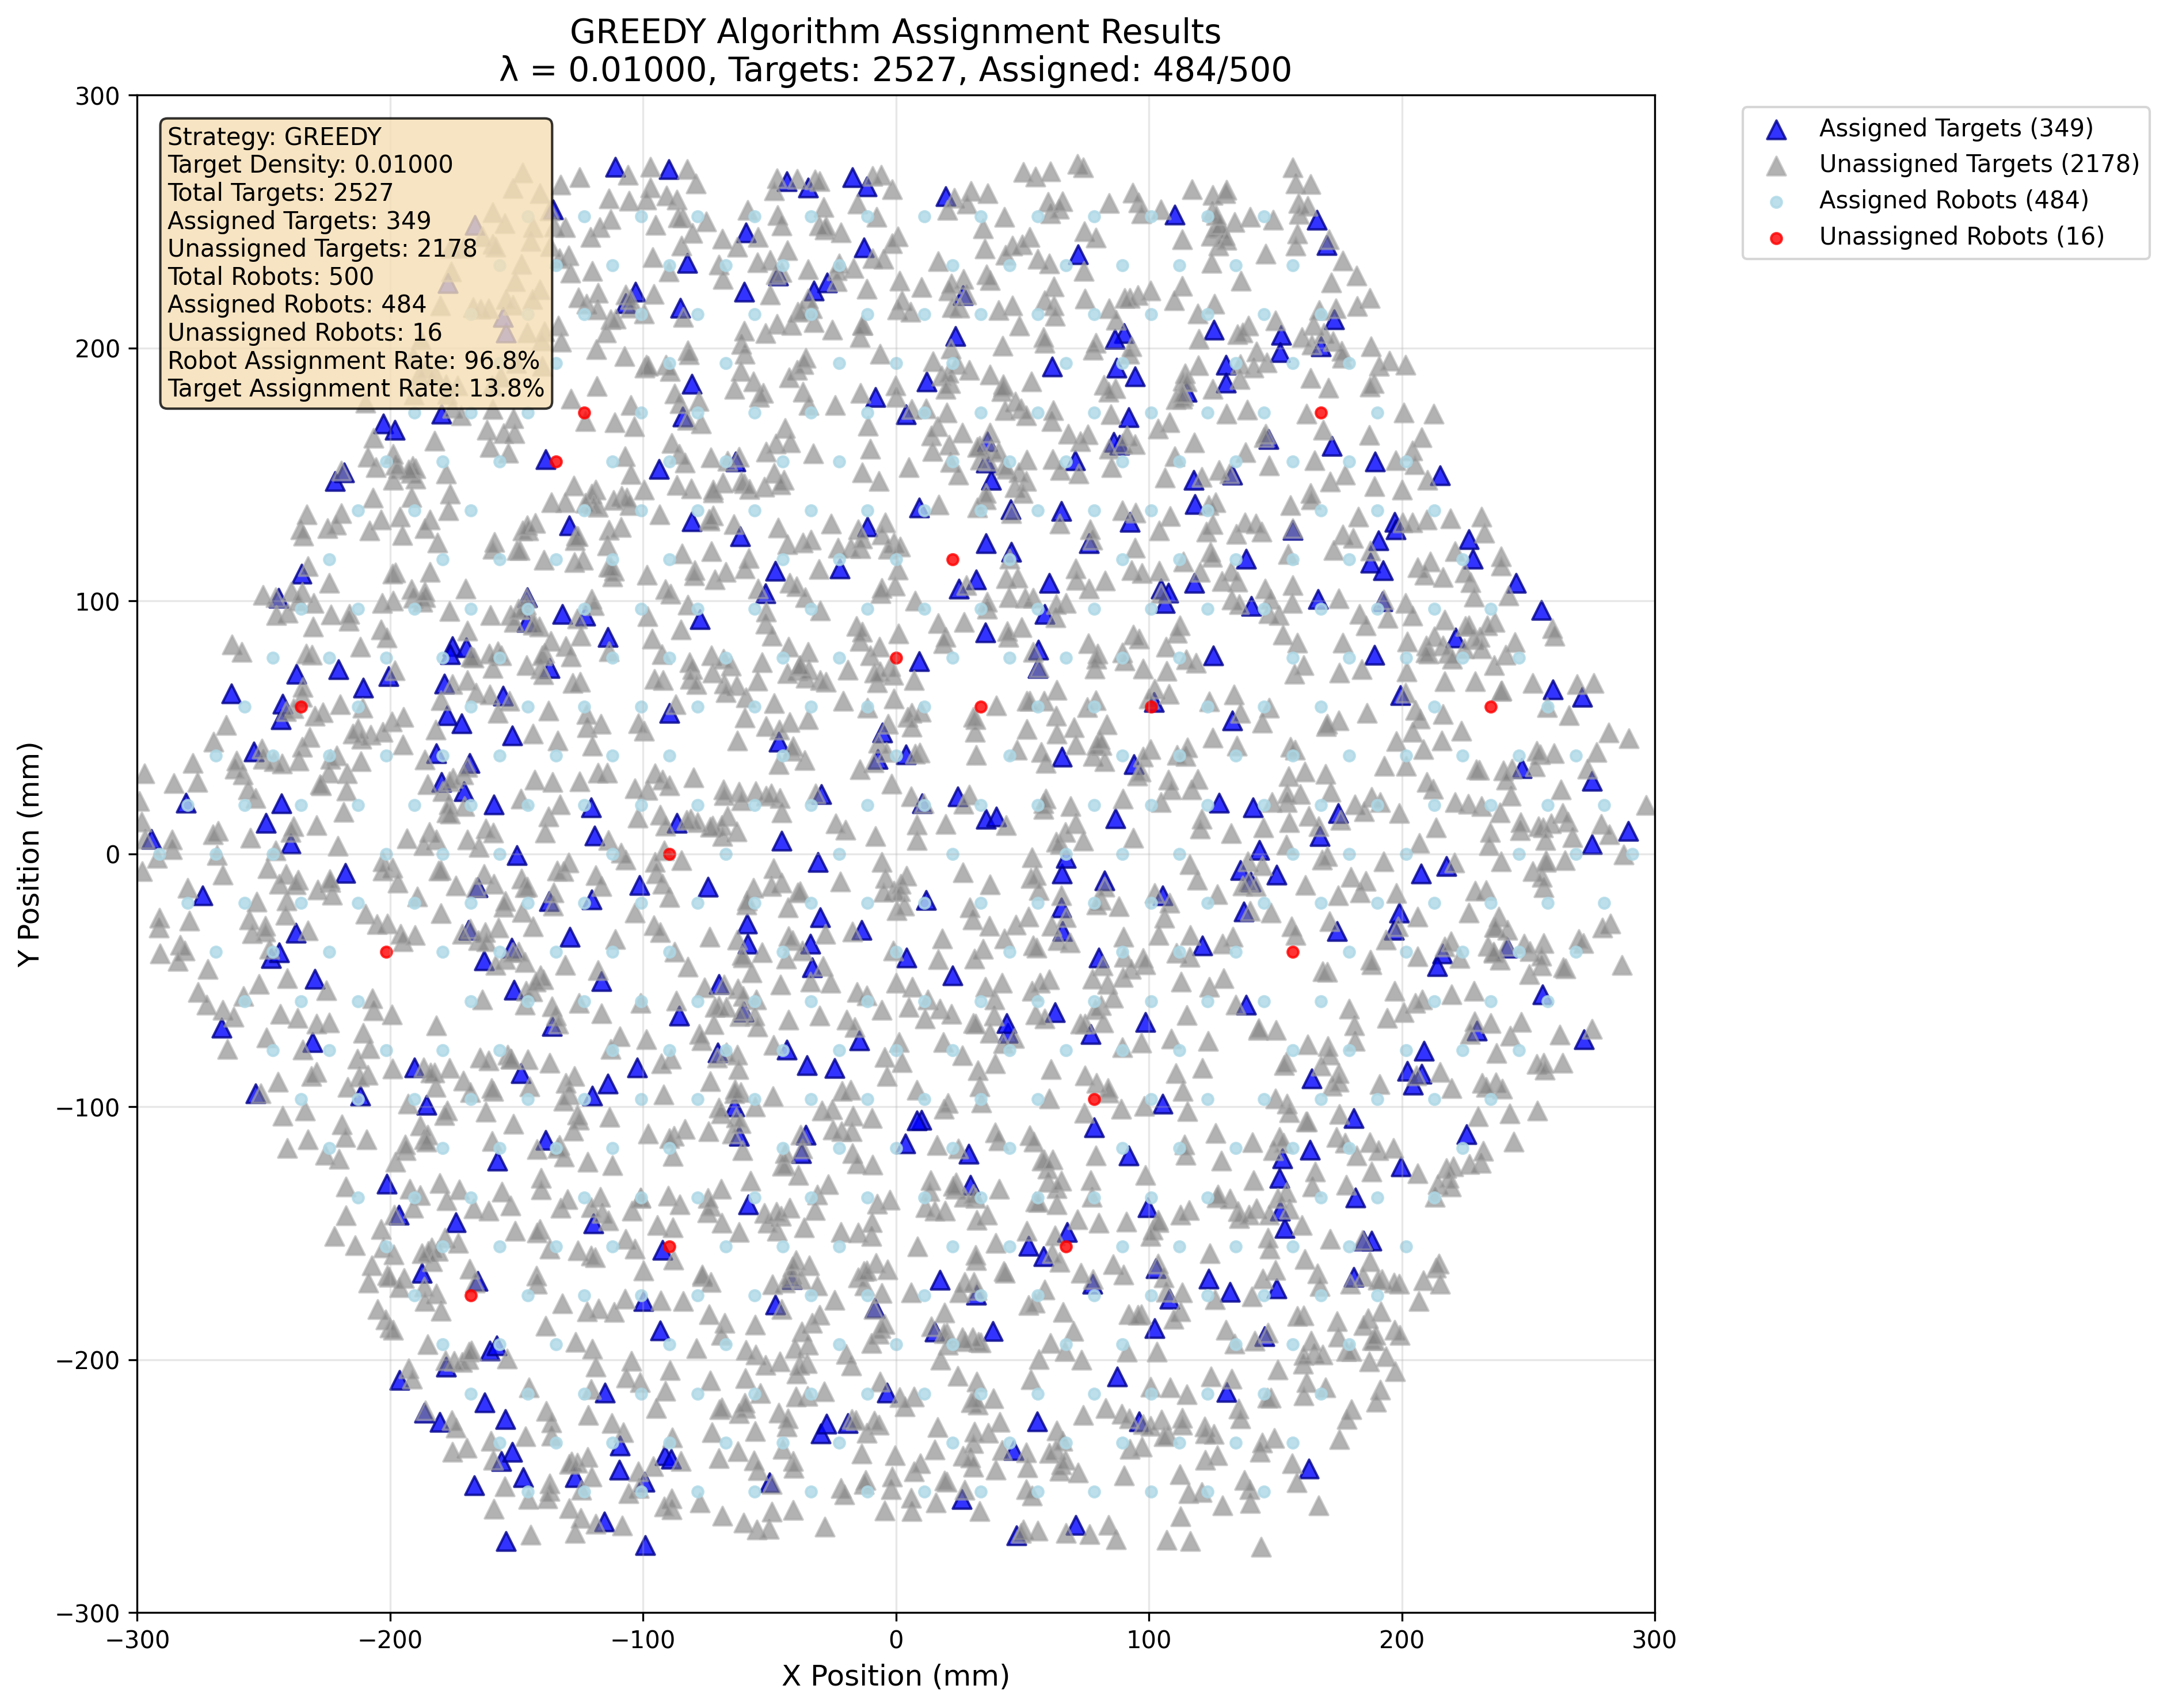 GREEDY Algorithm Assignment Results
λ = 0.01000, Targets: 2527, Assigned: 484/500
Strategy: GREEDY
Target Density: 0.01000
Total Targets: 2527
Assigned Targets: 349
Unassigned Targets: 2178
Total Robots: 500
Assigned Robots: 484
Unassigned Robots: 16
Robot Assignment Rate: 96.8%
Target Assignment Rate: 13.8%
Assigned Targets (349)
Unassigned Targets (2178)
Assigned Robots (484)
Unassigned Robots (16)
Y Position (mm)
300
200
100
0
−100
−200
−300
−300 −200 −100 0 100 200 300
X Position (mm)